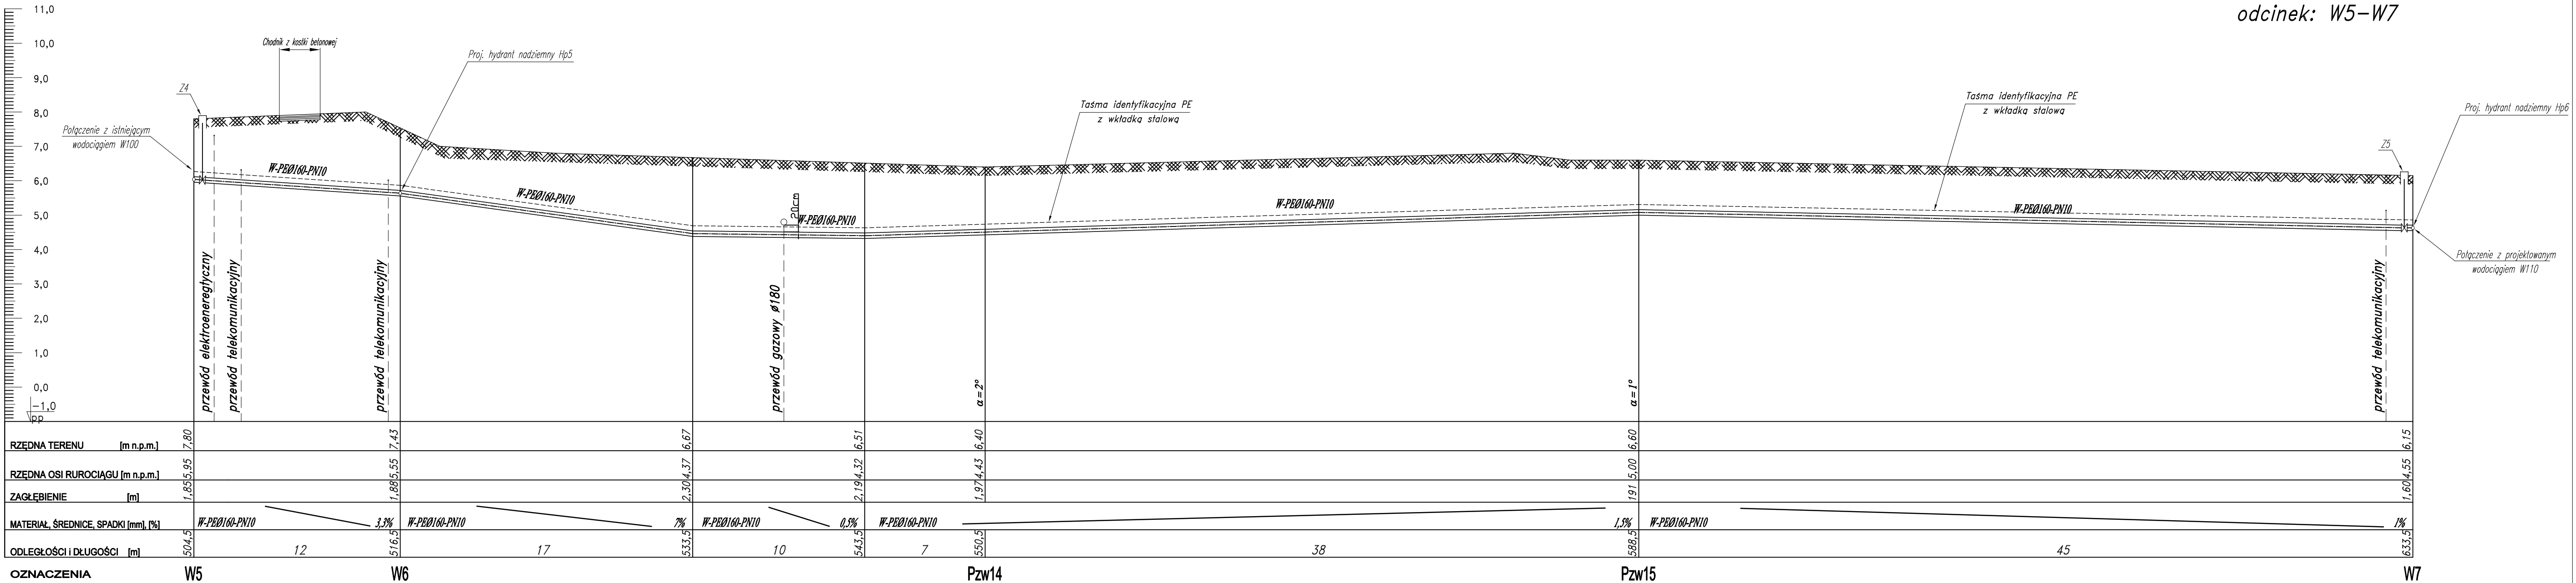 odcinek: W5-W7
11,0
10,0
9,0
8,0
7,0
6,0
5,0
4,0
3,0
2,0
1,0
0,0
-1,0
pp
Chodnik z kostki betonowej
Proj. hydrant nadziemny Hp5
Z4
Połączenie z istniejącym
wodociągiem W100
W-PEØ160-PN10
W-PEØ160-PN10
20cm
W-PEØ160-PN10
Taśma identyfikacyjna PE
z wkładką stalową
W-PEØ160-PN10
Taśma identyfikacyjna PE
z wkładką stalową
W-PEØ160-PN10
Z5
Proj. hydrant nadziemny Hp6
Połączenie z projektowanym
wodociągiem W110
przewód elektroeneregtyczny
przewód telekomunikacyjny
przewód telekomunikacyjny
przewód gazowy ø180
α=2°
α=1°
przewód telekomunikacyjny
RZĘDNA TERENU [m n.p.m.] 7,80 7,43 6,67 6,51 6,40 6,60 6,15
RZĘDNA OSI RUROCIĄGU [m n.p.m.] 5,95 5,55 4,37 4,32 4,43 5,00 4,55
ZAGŁĘBIENIE [m] 1,85 1,88 2,30 2,19 1,97 191 1,60
MATERIAŁ, ŚREDNICE, SPADKI [mm], [%] W-PEØ160-PN10 3,3% W-PEØ160-PN10 7% W-PEØ160-PN10 0,5% W-PEØ160-PN10 1,5% W-PEØ160-PN10 1%
ODLEGŁOŚCI i DŁUGOŚCI [m] 504,5 12 516,5 17 533,5 10 543,5 7 550,5 38 588,5 45 633,5
OZNACZENIA W5 W6 Pzw14 Pzw15 W7